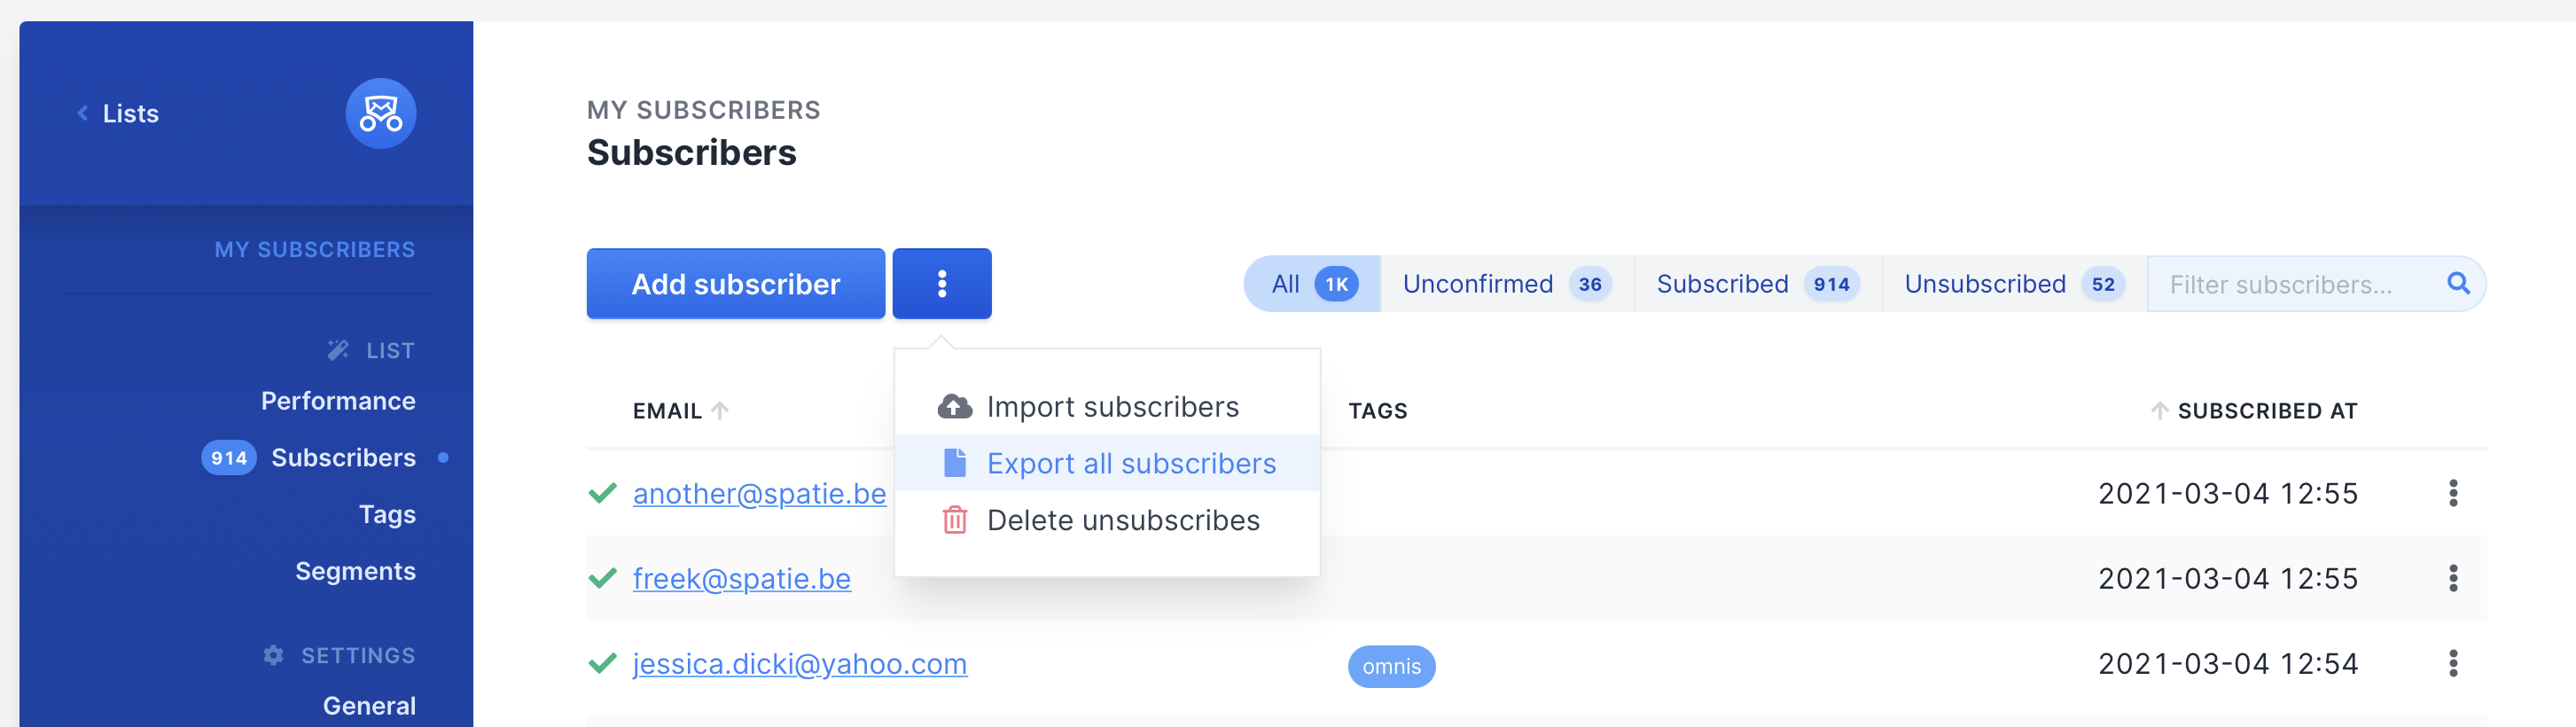 Lists
MY SUBSCRIBERS
LIST
Performance
914 Subscribers
Tags
Segments
SETTINGS
General
MY SUBSCRIBERS
Subscribers
Add subscriber
All 1K Unconfirmed 36 Subscribed 914 Unsubscribed 52 Filter subscribers...
Import subscribers
Export all subscribers
Delete unsubscribes
EMAIL TAGS SUBSCRIBED AT
another@spatie.be 2021-03-04 12:55
freek@spatie.be 2021-03-04 12:55
jessica.dicki@yahoo.com omnis 2021-03-04 12:54